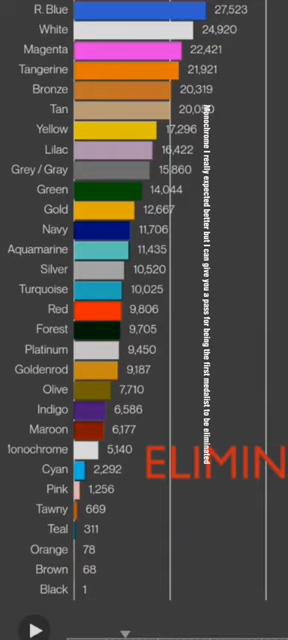 R. Blue 27,523
White 24,920
Magenta 22,421
Tangerine 21,921
Bronze 20,319
Tan
Yellow 17,296
Lilac 16,422
Grey / Gray 15,860
Green 14,044
Gold 12,667
Navy 11,706
Aquamarine 11,435
Silver 10,520
Turquoise 10,025
Red 9,806
Forest 9,705
Platinum 9,450
Goldenrod 9,187
Olive 7,710
Indigo 6,586
Maroon 6,177
onochrome 5,140
Cyan 2,292
Pink 1,256
Tawny 669
Teal 311
Orange 78
Brown 68
Black 1
Monochrome I really expected better but I can give you a pass for being the first medalist to be eliminated
ELIMIN